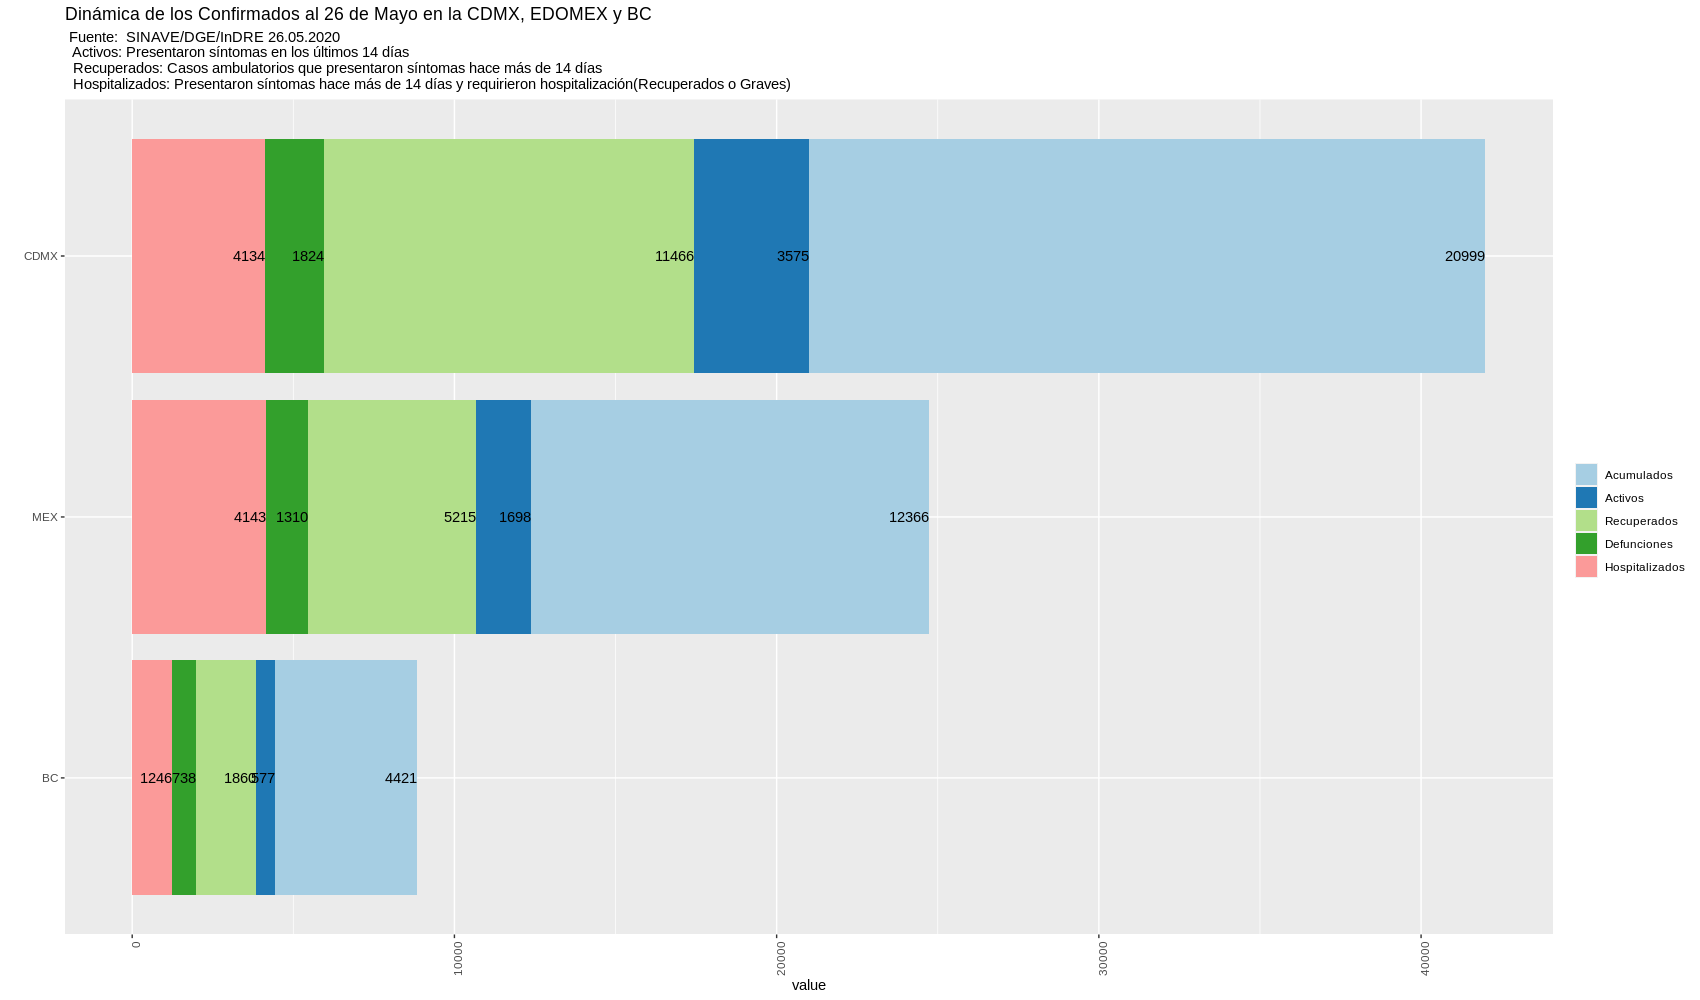 Dinámica de los Confirmados al 26 de Mayo en la CDMX, EDOMEX y BC
Fuente:  SINAVE/DGE/InDRE 26.05.2020
Activos: Presentaron síntomas en los últimos 14 días
Recuperados: Casos ambulatorios que presentaron síntomas hace más de 14 días
Hospitalizados: Presentaron síntomas hace más de 14 días y requirieron hospitalización(Recuperados o Graves)
CDMX
4134
1824
11466
3575
20999
MEX
4143
1310
5215
1698
12366
BC
1246
738
1860
577
4421
Acumulados
Activos
Recuperados
Defunciones
Hospitalizados
0
10000
20000
30000
40000
value